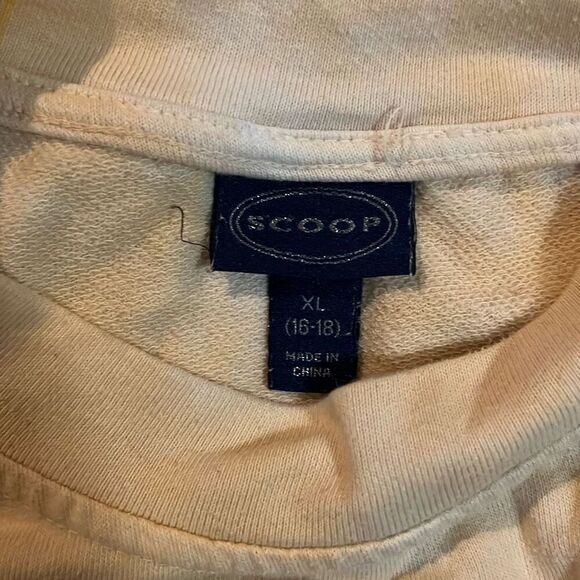 SCOOP
XL
(16-18)
MADE IN
CHINA